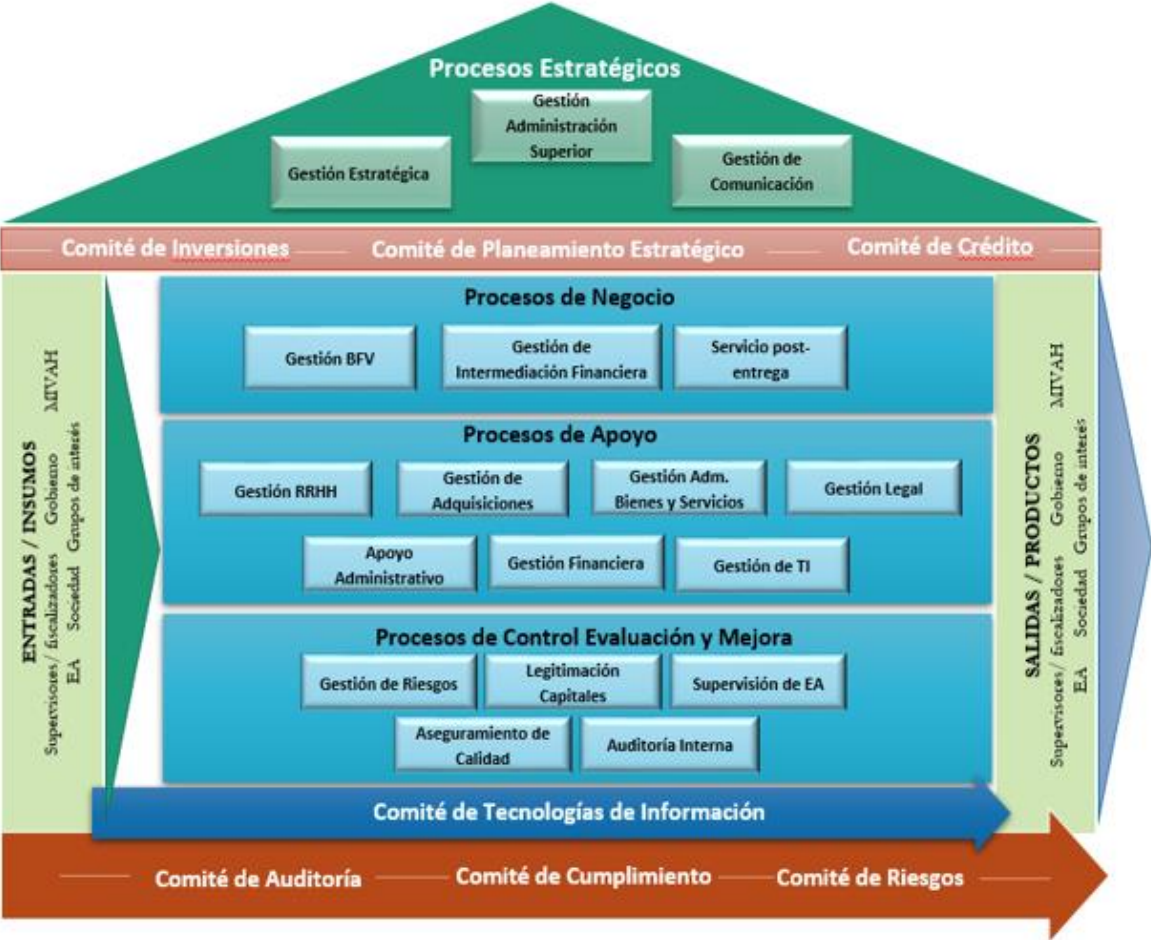 Procesos Estratégicos
Gestión
Administración
Superior
Gestión Estratégica
Gestión de
Comunicación
Comité de Inversiones
Comité de Planeamiento Estratégico
Comité de Crédito
ENTRADAS / INSUMOS
Supervisores/ fiscalizadores Gobierno MIVAH
EA Sociedad Grupos de interés
Procesos de Negocio
Gestión BFV
Gestión de
Intermediación Financiera
Servicio post-
entrega
Procesos de Apoyo
Gestión RRHH
Gestión de
Adquisiciones
Gestión Adm.
Bienes y Servicios
Gestión Legal
Apoyo
Administrativo
Gestión Financiera
Gestión de TI
Procesos de Control Evaluación y Mejora
Gestión de Riesgos
Legitimación
Capitales
Supervisión de EA
Aseguramiento de
Calidad
Auditoría Interna
SALIDAS / PRODUCTOS
Supervisores/ fiscalizadores Gobierno MIVAH
EA Sociedad Grupos de interés
Comité de Tecnologías de Información
Comité de Auditoría
Comité de Cumplimiento
Comité de Riesgos